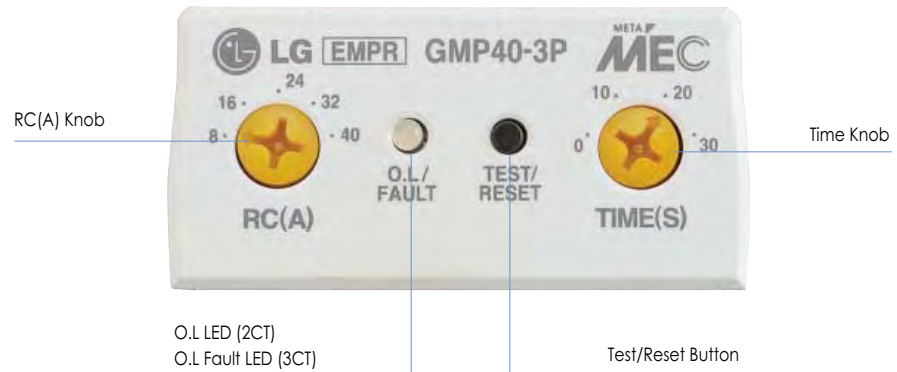 LG EMPR GMP40-3P
META MEC
RC(A) Knob
8 16 24 32 40
RC(A)
O.L/
FAULT
TEST/
RESET
0 10 20 30
TIME(S)
Time Knob
O.L LED (2CT)
O.L Fault LED (3CT)
Test/Reset Button